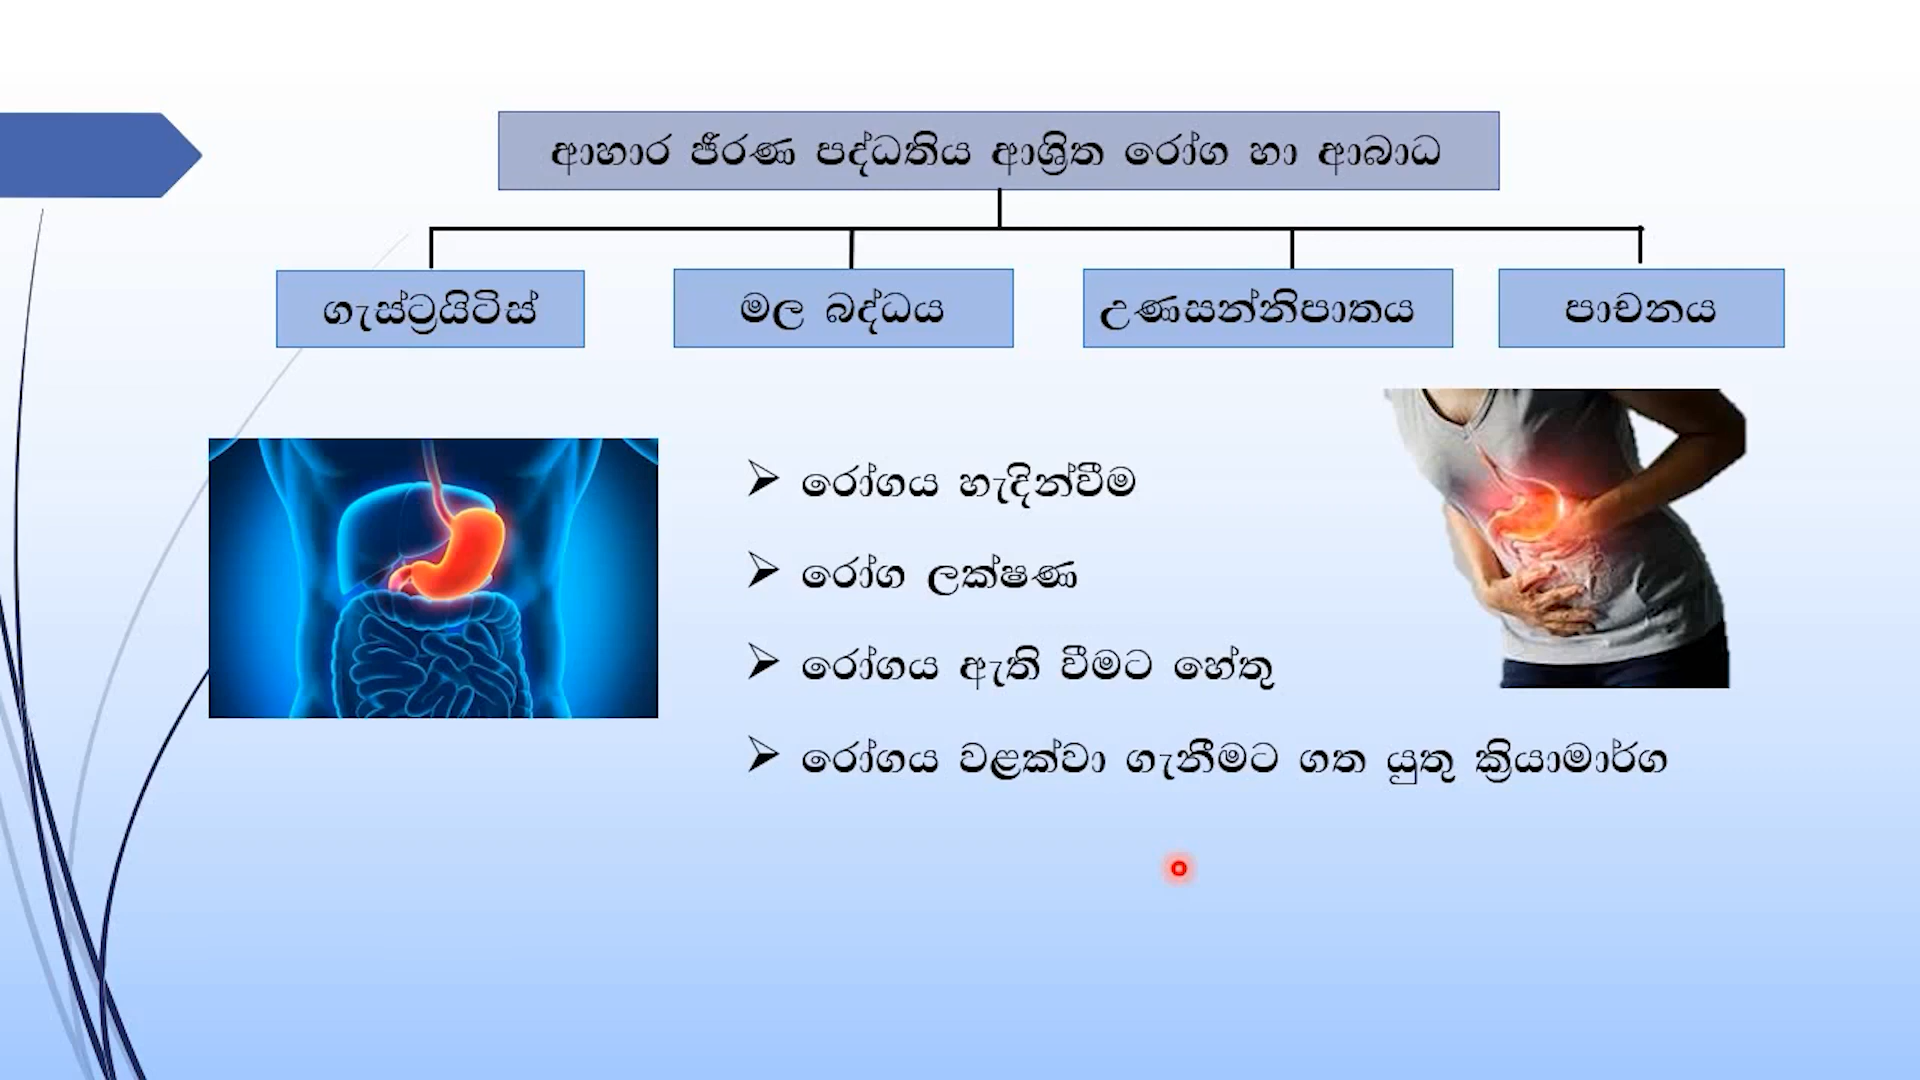 ආහාර ජීරණ පද්ධතිය ආශ්‍රිත රෝග හා ආබාධ
ගැස්ට්‍රයිටිස්
මල බද්ධය
උණසන්නිපාතය
පාචනය
රෝගය හැදින්වීම
රෝග ලක්ෂණ
රෝගය ඇති වීමට හේතු
රෝගය වළක්වා ගැනීමට ගත යුතු ක්‍රියාමාර්ග